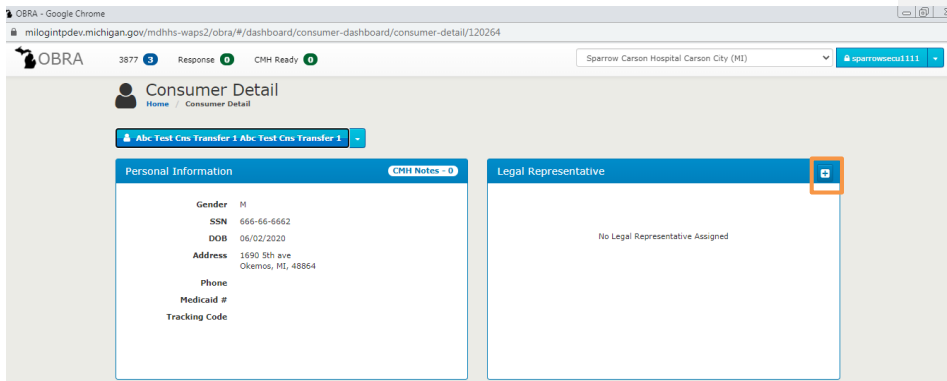 OBRA - Google Chrome
milogintpdev.michigan.gov/mdhhs-waps2/obra/#/dashboard/consumer-dashboard/consumer-detail/120264
OBRA 3877 3 Response 0 CMH Ready 0 Sparrow Carson Hospital Carson City (MI) sparrowsecu1111
Consumer Detail
Home / Consumer Detail
Abc Test Cns Transfer 1 Abc Test Cns Transfer 1
Personal Information CMH Notes - 0
Gender M
SSN 666-66-6662
DOB 06/02/2020
Address 1690 5th ave
Okemos, MI, 48864
Phone
Medicaid #
Tracking Code
Legal Representative
No Legal Representative Assigned